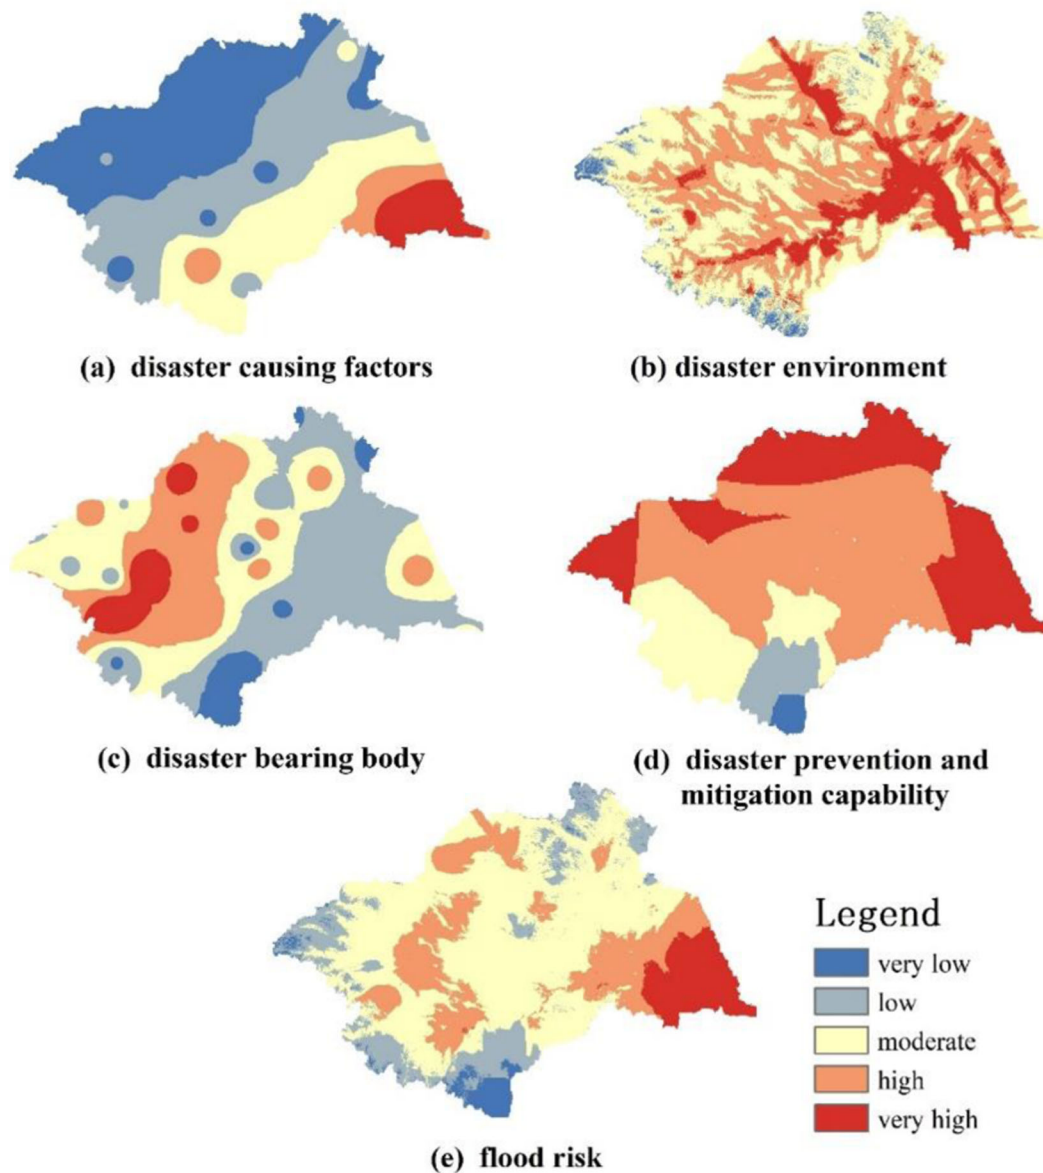 (a) disaster causing factors
(b) disaster environment
(c) disaster bearing body
(d) disaster prevention and
mitigation capability
Legend
very low
low
moderate
high
very high
(e) flood risk